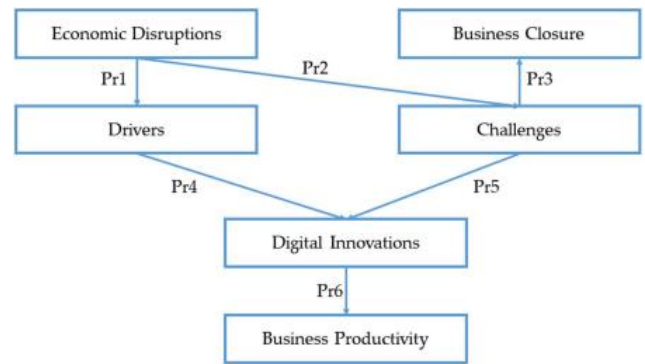 Economic Disruptions
Business Closure
Pr1
Pr2
Pr3
Drivers
Challenges
Pr4
Pr5
Digital Innovations
Pr6
Business Productivity